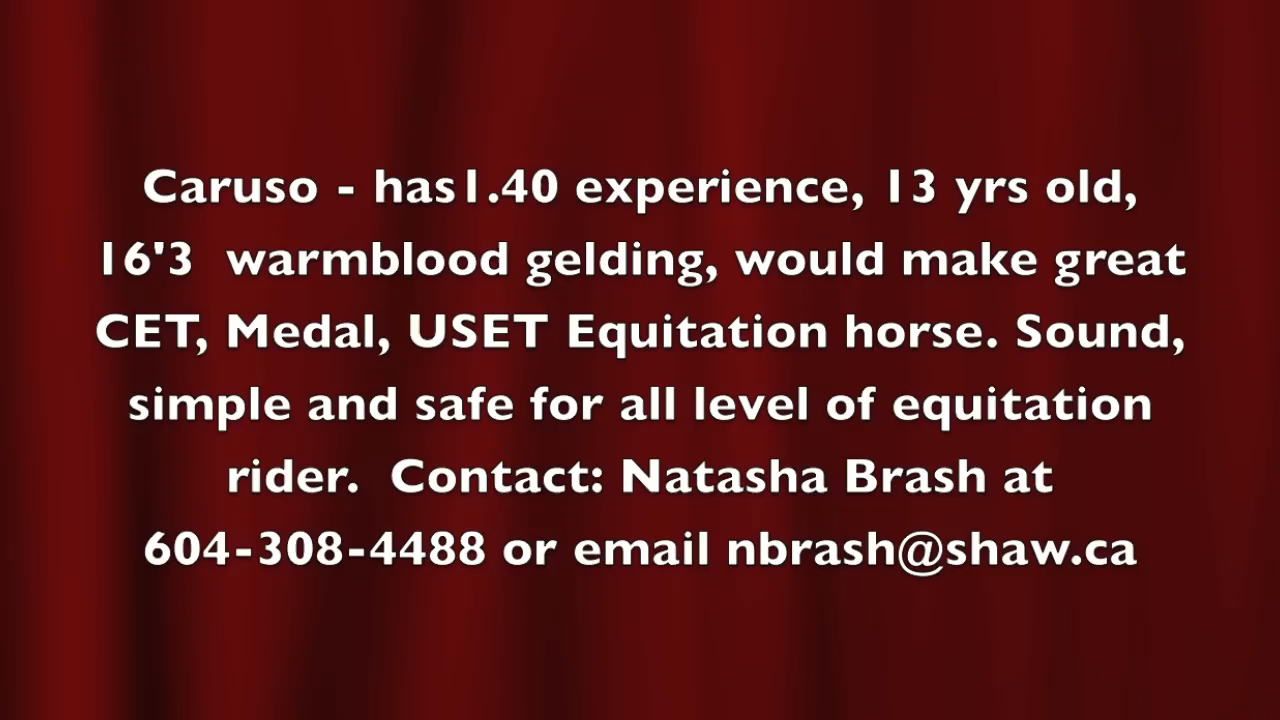 Caruso - has1.40 experience, 13 yrs old,
16'3  warmblood gelding, would make great
CET, Medal, USET Equitation horse. Sound,
simple and safe for all level of equitation
rider.  Contact: Natasha Brash at
604-308-4488 or email nbrash@shaw.ca